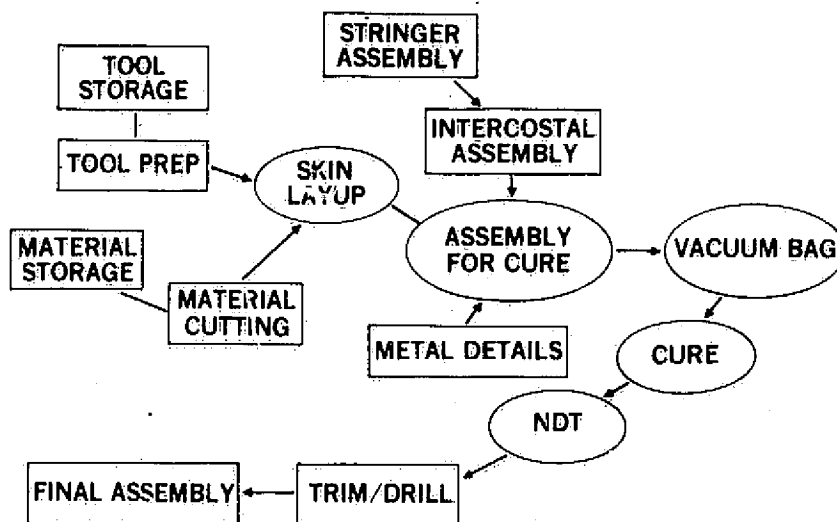 STRINGER
ASSEMBLY
TOOL
STORAGE
INTERCOSTAL
ASSEMBLY
TOOL PREP
SKIN
LAYUP
MATERIAL
STORAGE
ASSEMBLY
FOR CURE
VACUUM BAG
MATERIAL
CUTTING
METAL DETAILS
CURE
NDT
FINAL ASSEMBLY
TRIM/DRILL